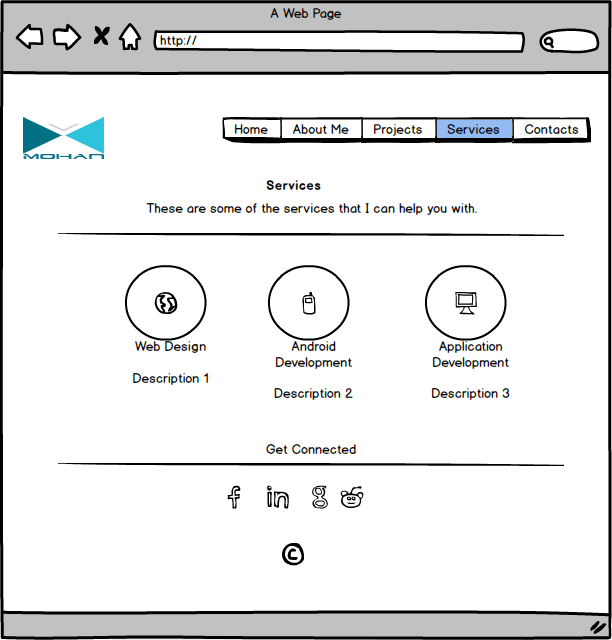 A Web Page
http://
MOHAN
Home About Me Projects Services Contacts
Services
These are some of the services that I can help you with.
Web Design
Android
Development
Application
Development
Description 1
Description 2
Description 3
Get Connected
f in g
©